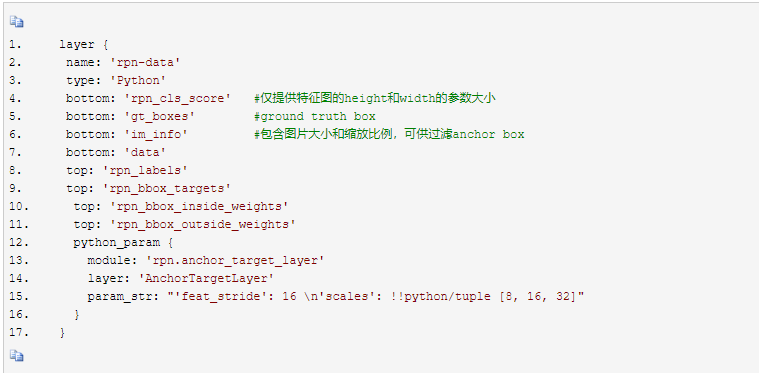 1. layer {
2. name: 'rpn-data'
3. type: 'Python'
4. bottom: 'rpn_cls_score' #仅提供特征图的height和width的参数大小
5. bottom: 'gt_boxes' #ground truth box
6. bottom: 'im_info' #包含图片大小和缩放比例，可供过滤anchor box
7. bottom: 'data'
8. top: 'rpn_labels'
9. top: 'rpn_bbox_targets'
10. top: 'rpn_bbox_inside_weights'
11. top: 'rpn_bbox_outside_weights'
12. python_param {
13. module: 'rpn.anchor_target_layer'
14. layer: 'AnchorTargetLayer'
15. param_str: "'feat_stride': 16 \n'scales': !!python/tuple [8, 16, 32]"
16. }
17. }